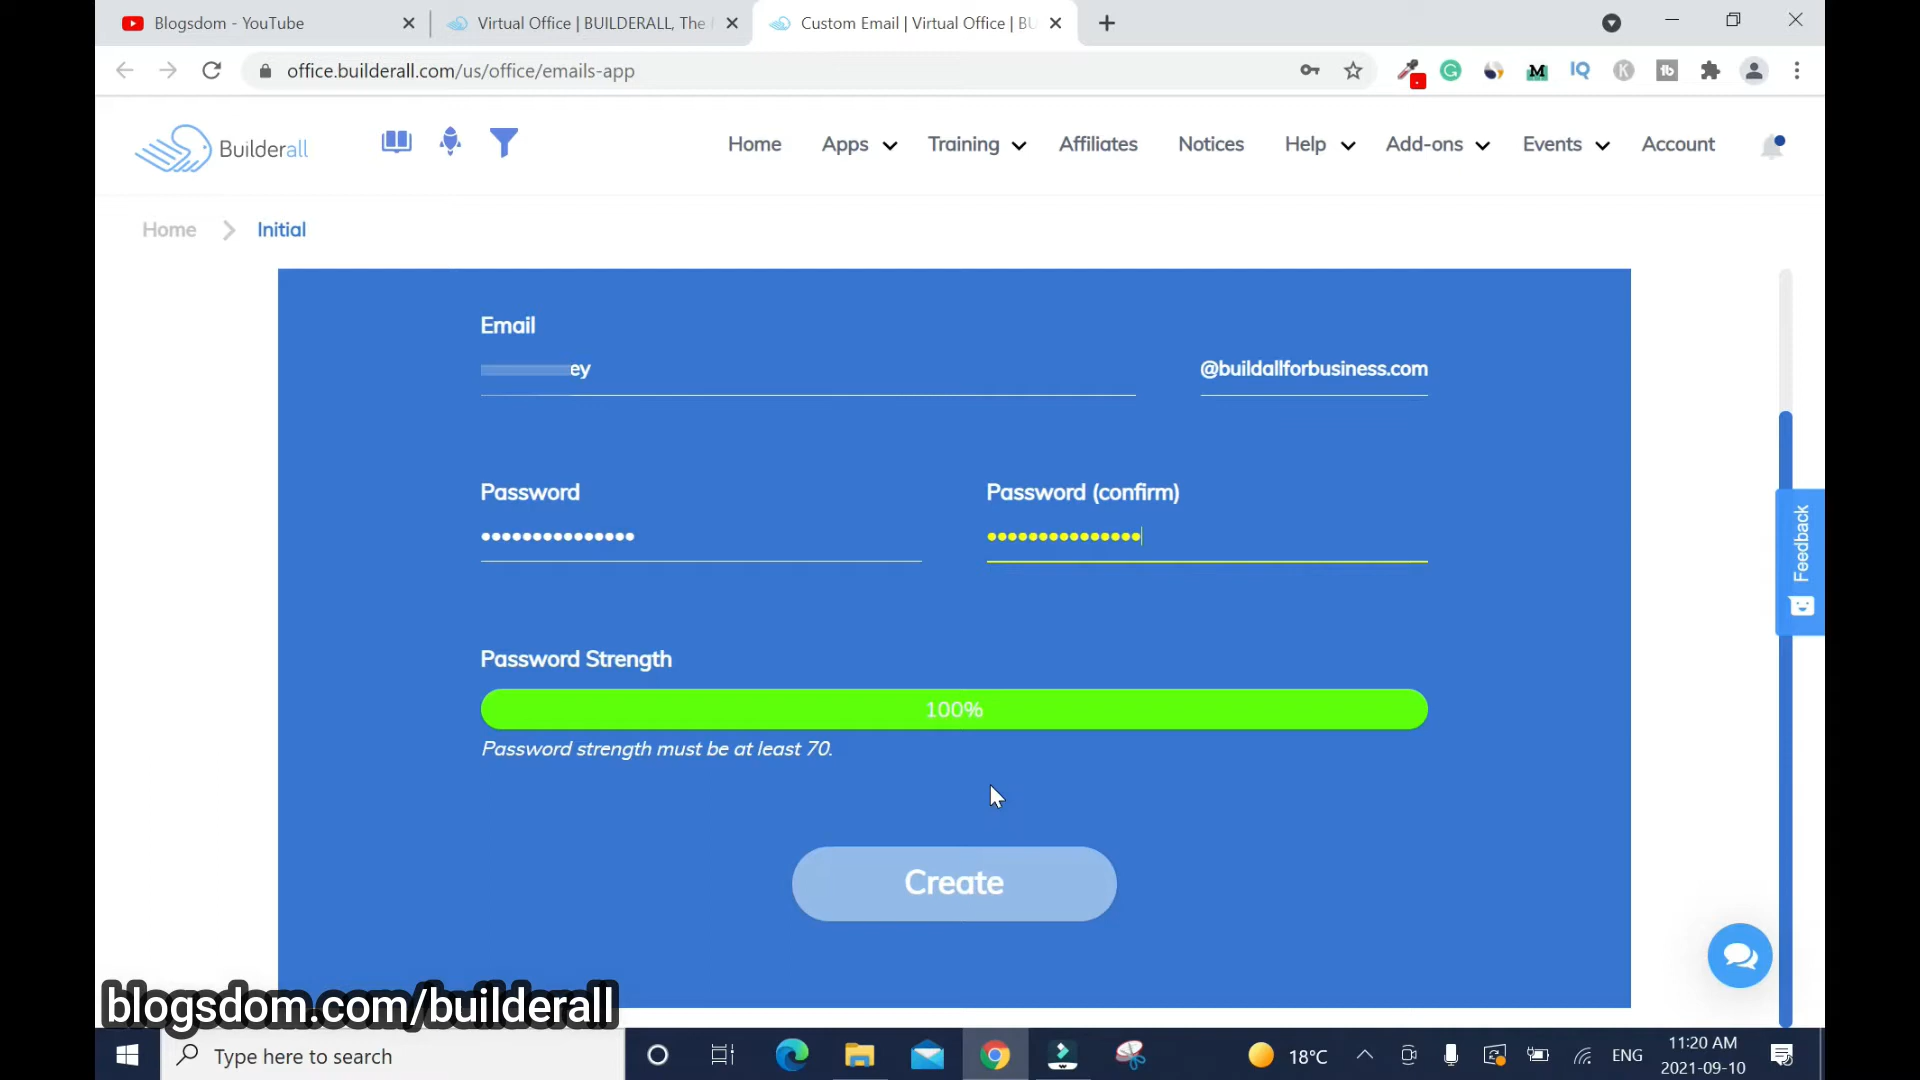 Blogsdom - YouTube
Virtual Office | BUILDERALL, The
Custom Email | Virtual Office | BU
office.builderall.com/us/office/emails-app
Builderall
Home
Apps
Training
Affiliates
Notices
Help
Add-ons
Events
Account
Home
Initial
Email
ey
@buildallforbusiness.com
Password
Password (confirm)
Password Strength
100%
Password strength must be at least 70.
Create
Feedback
blogsdom.com/builderall
Type here to search
18°C
ENG
11:20 AM
2021-09-10